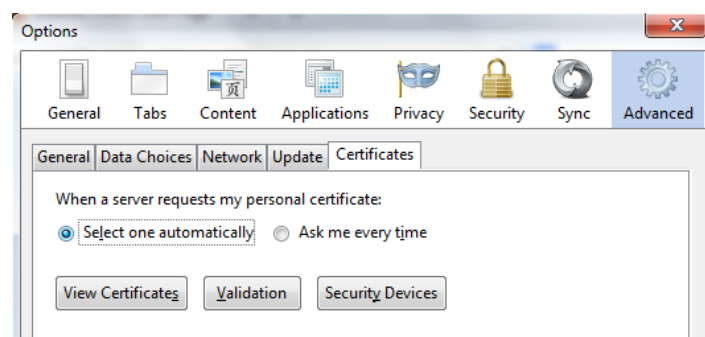 Options
页
General Tabs Content Applications Privacy Security Sync Advanced
General Data Choices Network Update Certificates
When a server requests my personal certificate:
Select one automatically Ask me every time
View Certificates Validation Security Devices